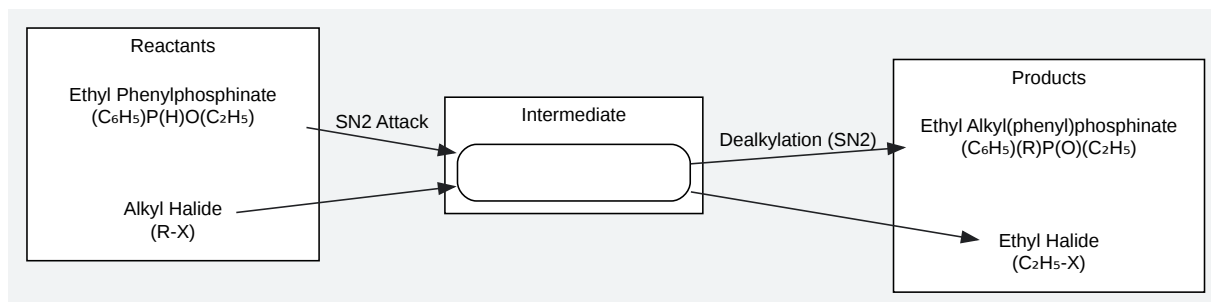 Reactants
Ethyl Phenylphosphinate
(C₆H₅)P(H)O(C₂H₅)
Alkyl Halide
(R-X)
SN2 Attack
Intermediate
Dealkylation (SN2)
Products
Ethyl Alkyl(phenyl)phosphinate
(C₆H₅)(R)P(O)(C₂H₅)
Ethyl Halide
(C₂H₅-X)